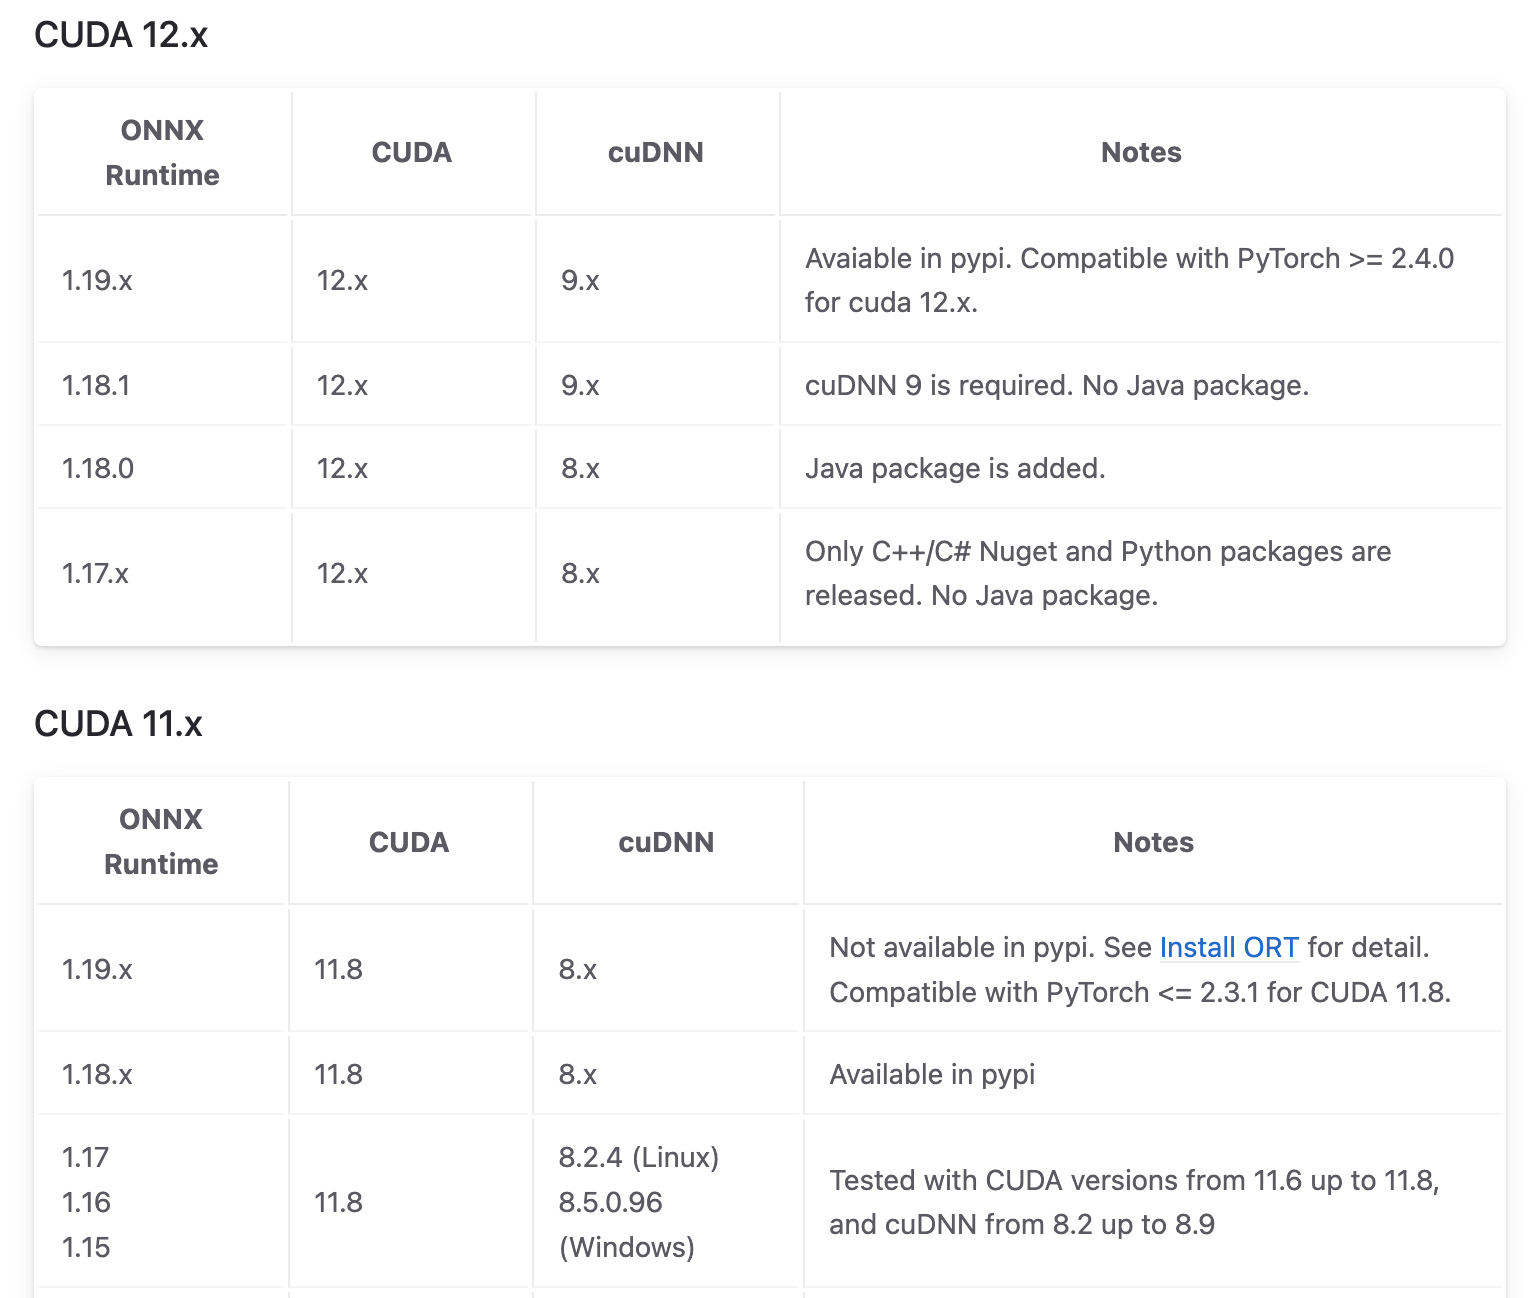 CUDA 12.x
ONNX
Runtime
CUDA
cuDNN
Notes
1.19.x
12.x
9.x
Avaiable in pypi. Compatible with PyTorch >= 2.4.0
for cuda 12.x.
1.18.1
12.x
9.x
cuDNN 9 is required. No Java package.
1.18.0
12.x
8.x
Java package is added.
1.17.x
12.x
8.x
Only C++/C# Nuget and Python packages are
released. No Java package.
CUDA 11.x
ONNX
Runtime
CUDA
cuDNN
Notes
1.19.x
11.8
8.x
Not available in pypi. See Install ORT for detail.
Compatible with PyTorch <= 2.3.1 for CUDA 11.8.
1.18.x
11.8
8.x
Available in pypi
1.17
1.16
1.15
11.8
8.2.4 (Linux)
8.5.0.96
(Windows)
Tested with CUDA versions from 11.6 up to 11.8,
and cuDNN from 8.2 up to 8.9